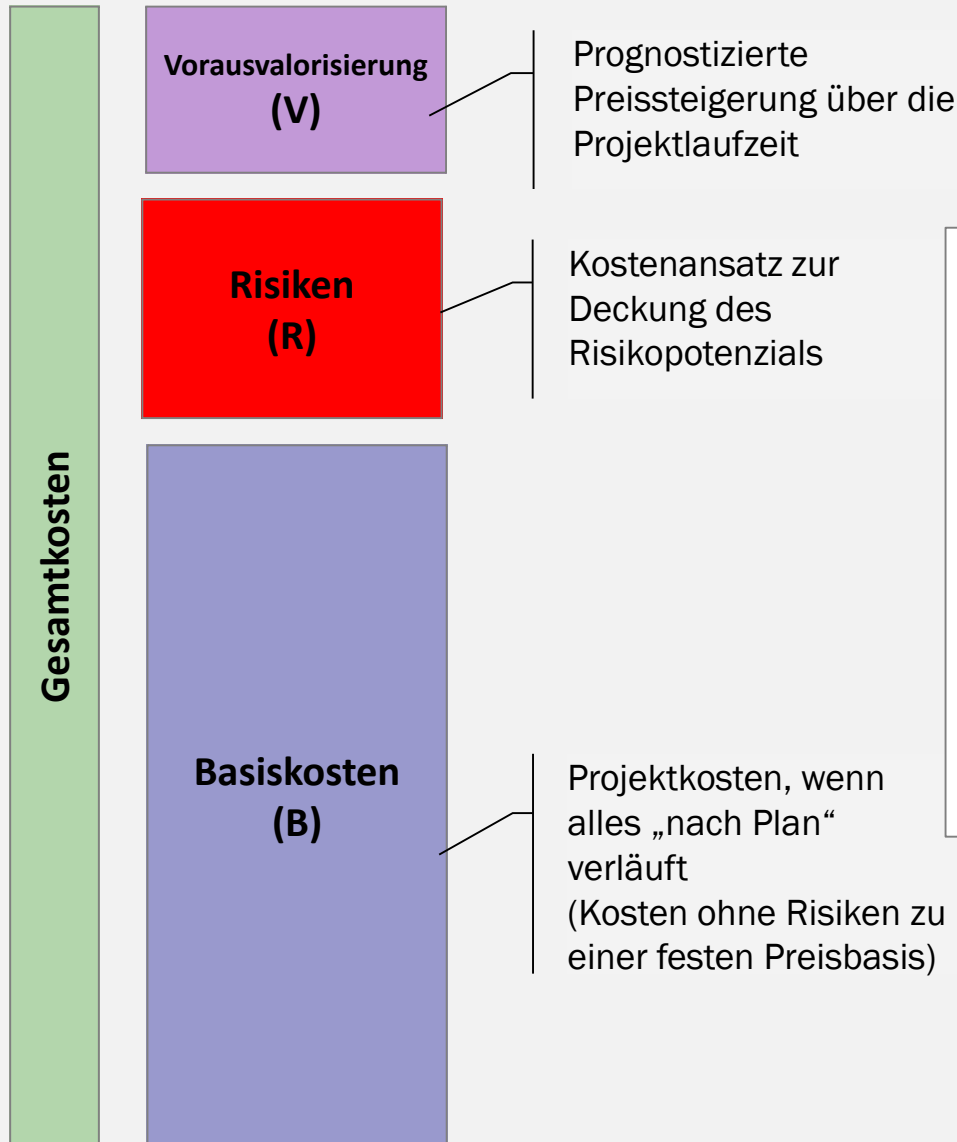 Gesamtkosten
Vorausvalorisierung
(V)
Prognostizierte
Preissteigerung über die
Projektlaufzeit
Risiken
(R)
Kostenansatz zur
Deckung des
Risikopotenzials
Basiskosten
(B)
Projektkosten, wenn
alles „nach Plan“
verläuft
(Kosten ohne Risiken zu
einer festen Preisbasis)